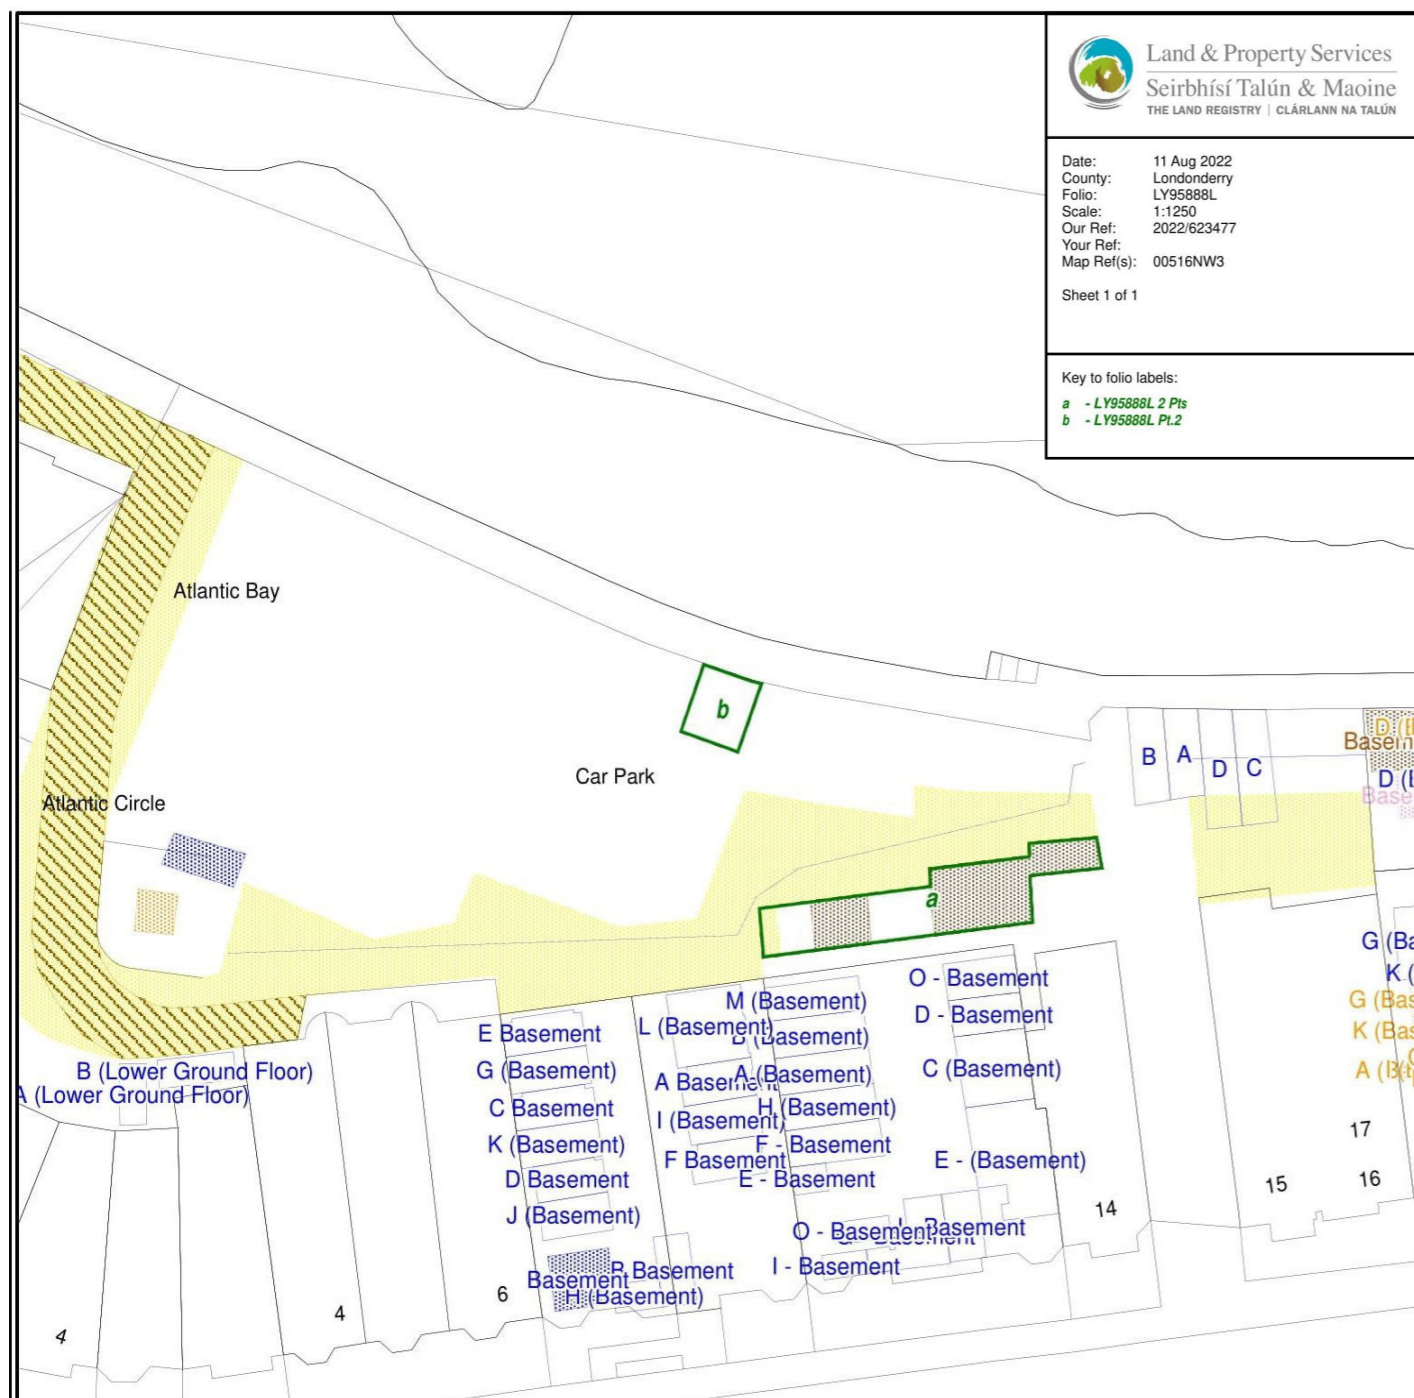 Land & Property Services
Seirbhísí Talún & Maoine
THE LAND REGISTRY | CLÁRLANN NA TALÚN
Date: 11 Aug 2022
County: Londonderry
Folio: LY95888L
Scale: 1:1250
Our Ref: 2022/623477
Your Ref:
Map Ref(s): 00516NW3
Sheet 1 of 1
Key to folio labels:
a - LY95888L 2 Pts
b - LY95888L Pt.2
Atlantic Bay
b
Car Park
Atlantic Circle
B A D C
a
M (Basement)
O - Basement
E Basement
L (Basement)
D - Basement
G (Basement)
A Basement
A (Basement)
C (Basement)
B (Lower Ground Floor)
A (Lower Ground Floor)
C Basement
I (Basement)
H (Basement)
K (Basement)
F - Basement
F Basement
E - (Basement)
D Basement
E - Basement
J (Basement)
O - Basement
I - Basement
B Basement
Basement
H (Basement)
4
4
6
14
15
16
17